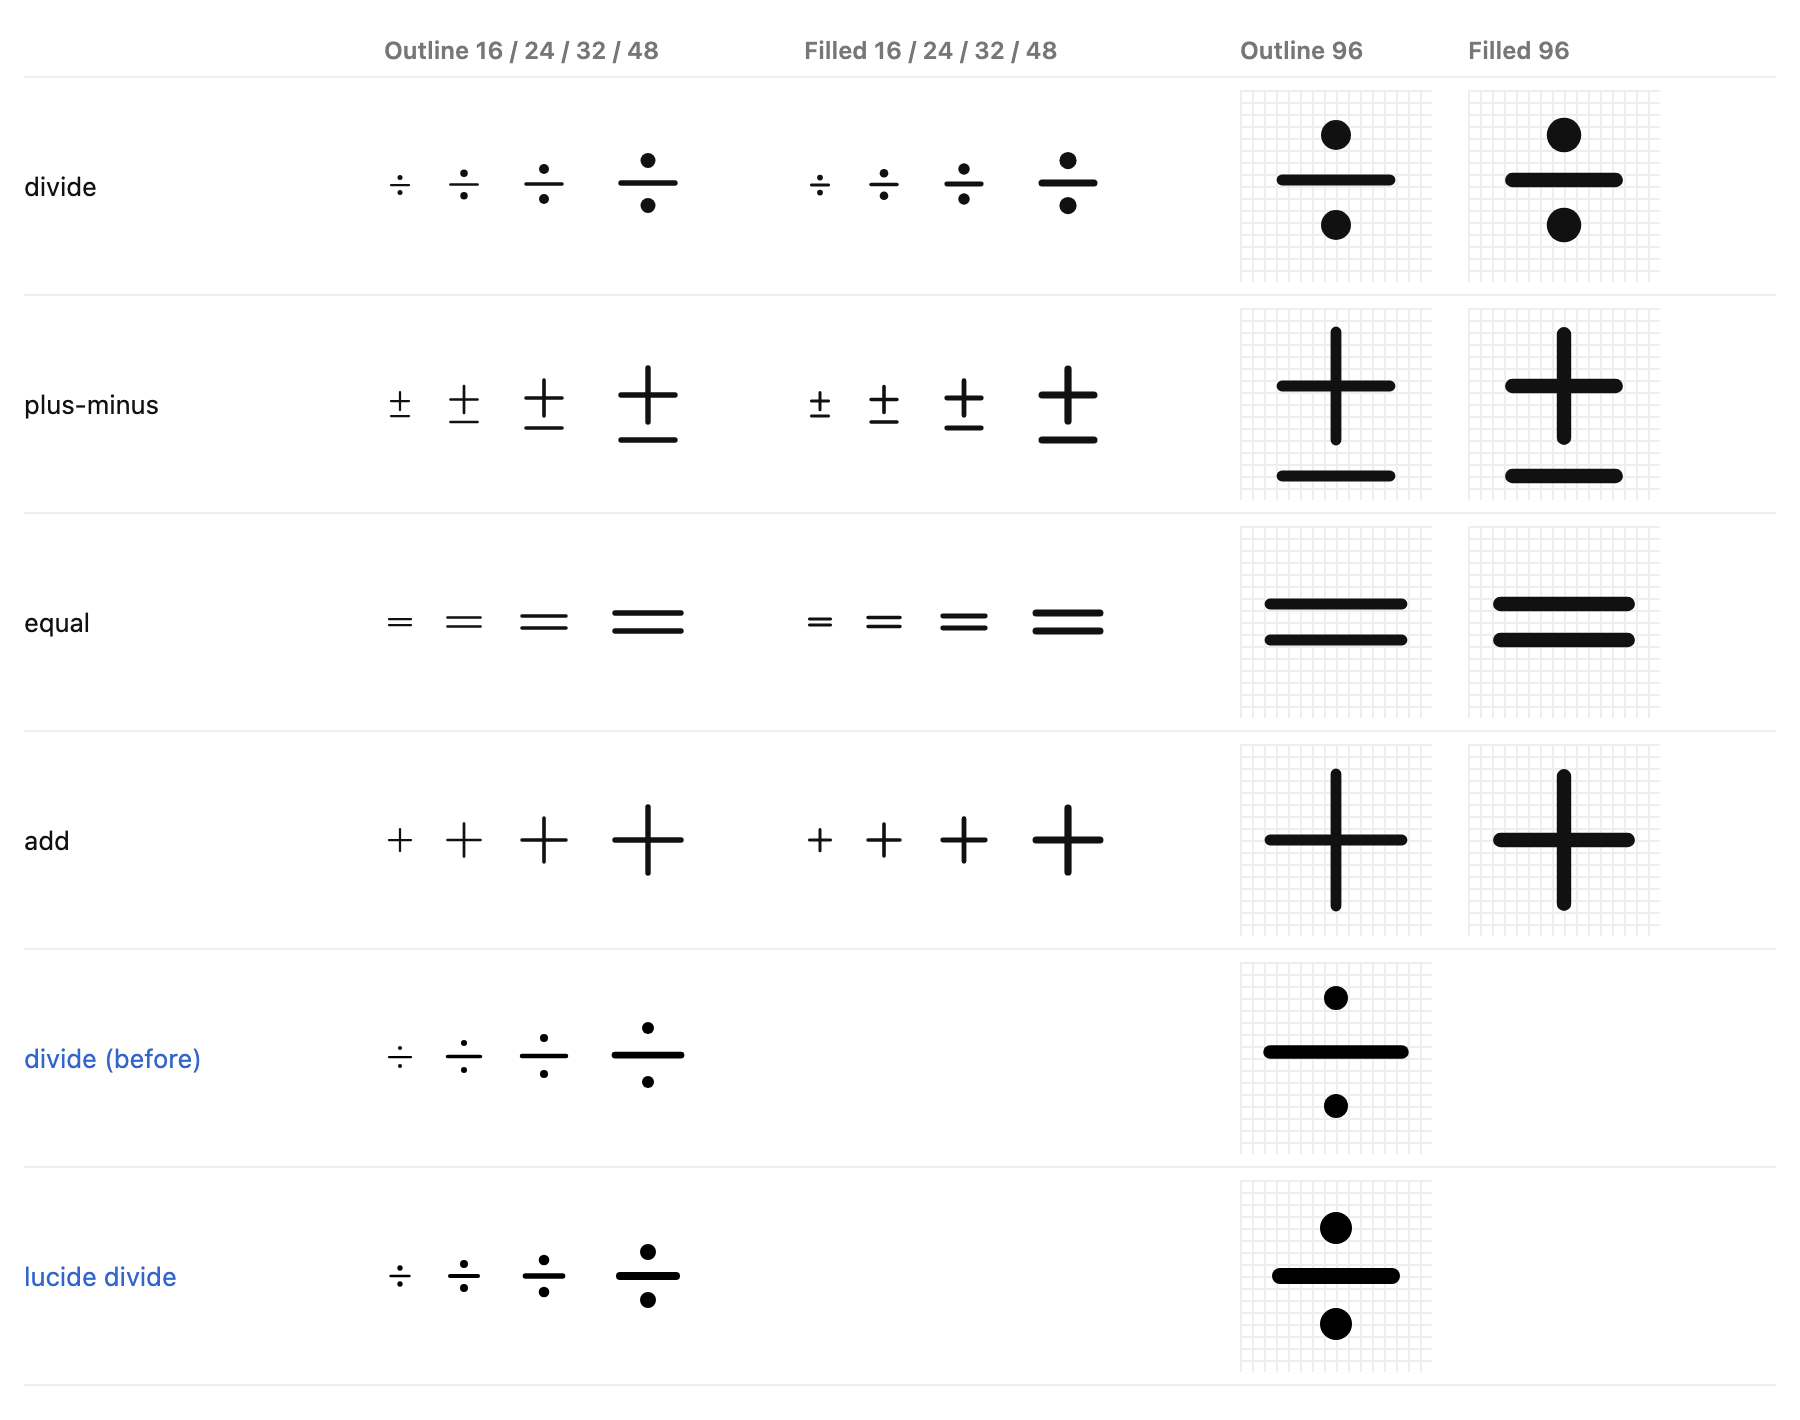 Outline 16 / 24 / 32 / 48 Filled 16 / 24 / 32 / 48 Outline 96 Filled 96
divide
plus-minus
equal
add
divide (before)
lucide divide